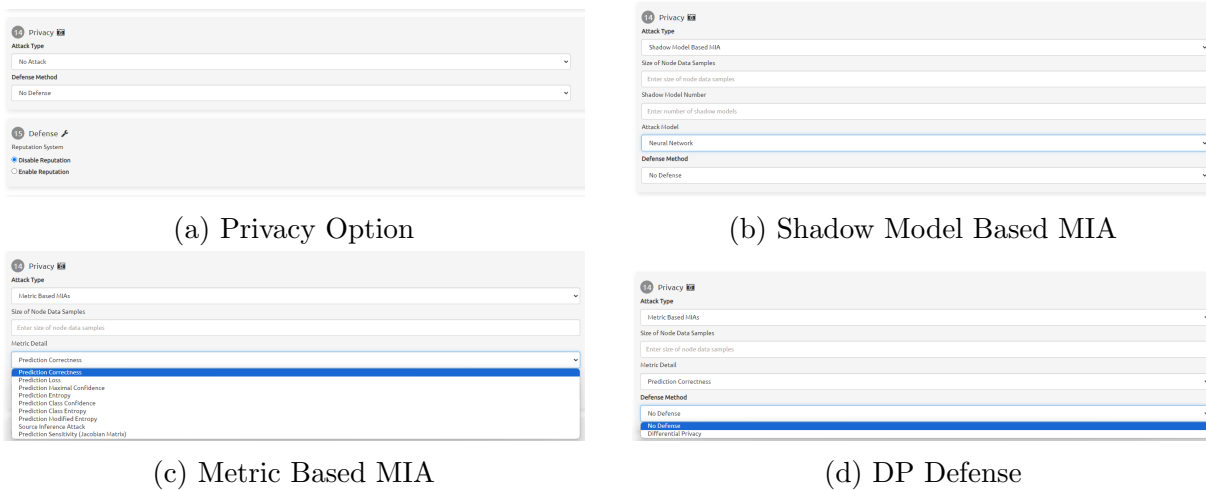 14 Privacy
Attack Type
No Attack
Defense Method
No Defense
15 Defense
Reputation System
Disable Reputation
Enable Reputation
(a) Privacy Option
14 Privacy
Attack Type
Shadow Model Based MIA
Size of Node Data Samples
Enter size of node data samples
Shadow Model Number
Enter number of shadow models
Attack Model
Neural Network
Defense Method
No Defense
(b) Shadow Model Based MIA
14 Privacy
Attack Type
Metric Based MIAs
Size of Node Data Samples
Enter size of node data samples
Metric Detail
Prediction Correctness
Prediction Correctness
Prediction Loss
Prediction Maximal Confidence
Prediction Entropy
Prediction Class Confidence
Prediction Class Entropy
Prediction Modified Entropy
Source Inference Attack
Prediction Sensitivity (Jacobian Matrix)
(c) Metric Based MIA
14 Privacy
Attack Type
Metric Based MIAs
Size of Node Data Samples
Enter size of node data samples
Metric Detail
Prediction Correctness
Defense Method
No Defense
No Defense
Differential Privacy
(d) DP Defense